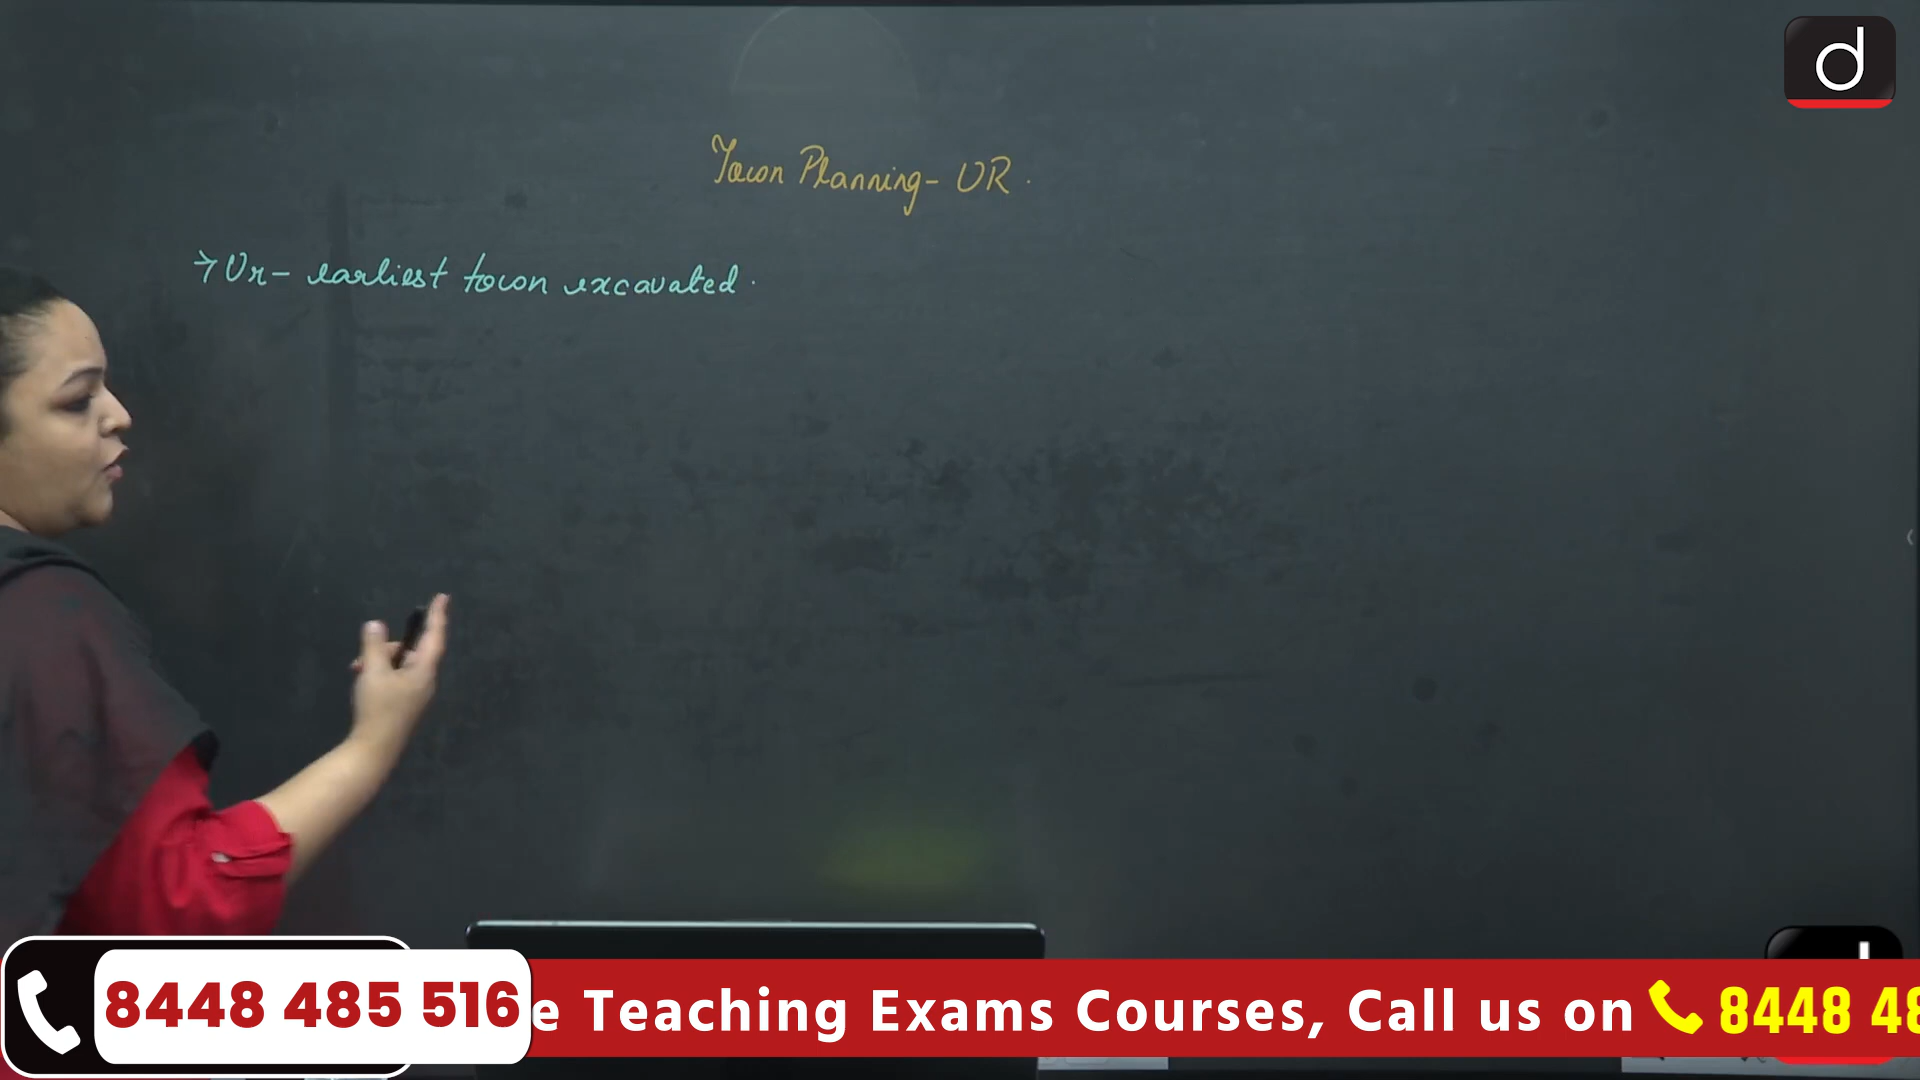 d
Town Planning - UR.
→ Ur - earliest town excavated.
8448 485 516
e Teaching Exams Courses, Call us on 8448 48